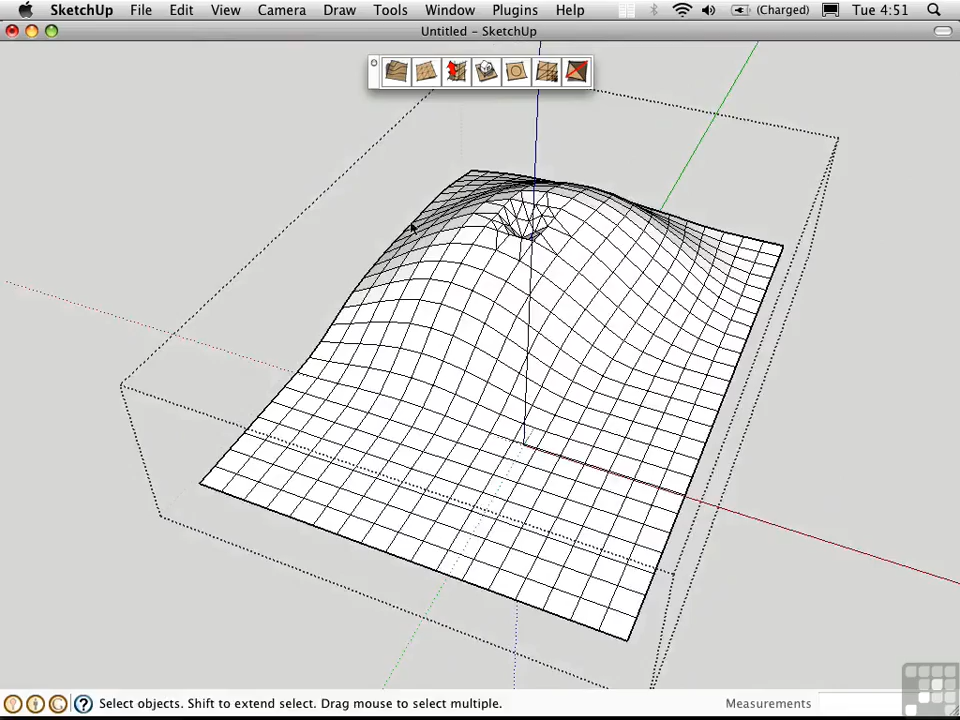 SketchUp File Edit View Camera Draw Tools Window Plugins Help (Charged) Tue 4:51
Untitled – SketchUp
Select objects. Shift to extend select. Drag mouse to select multiple. Measurements